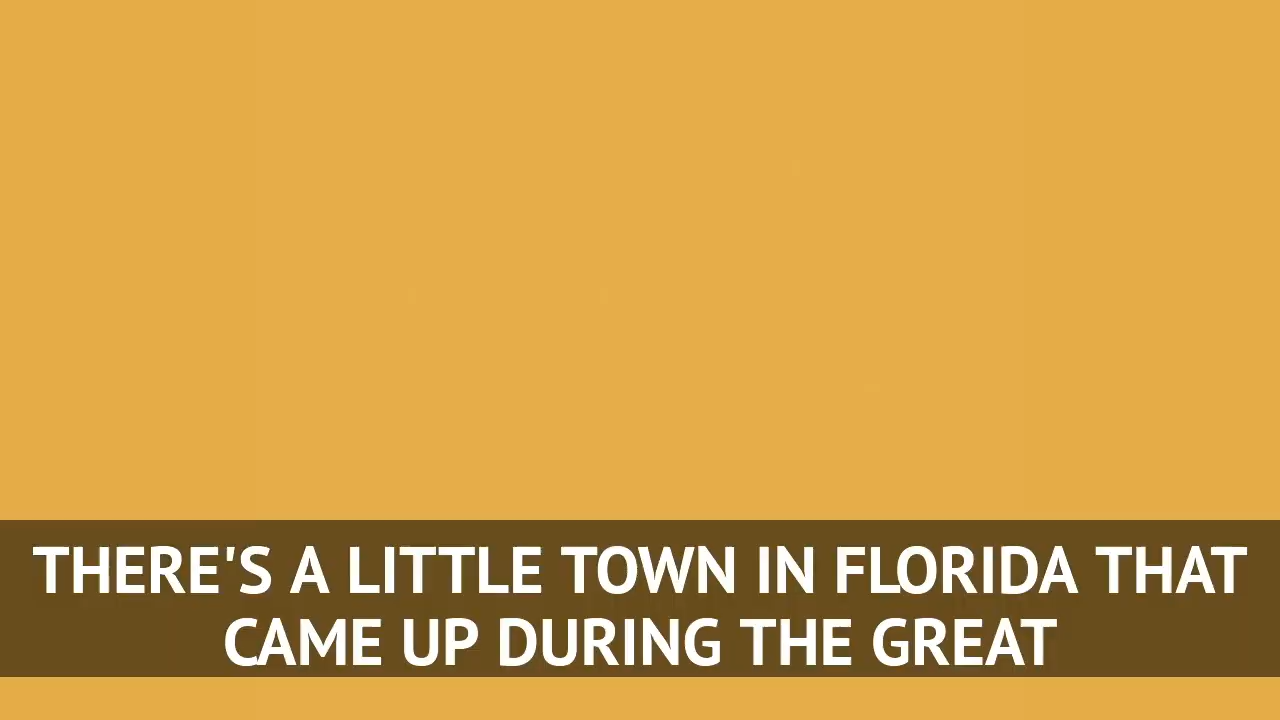 THERE'S A LITTLE TOWN IN FLORIDA THAT
CAME UP DURING THE GREAT